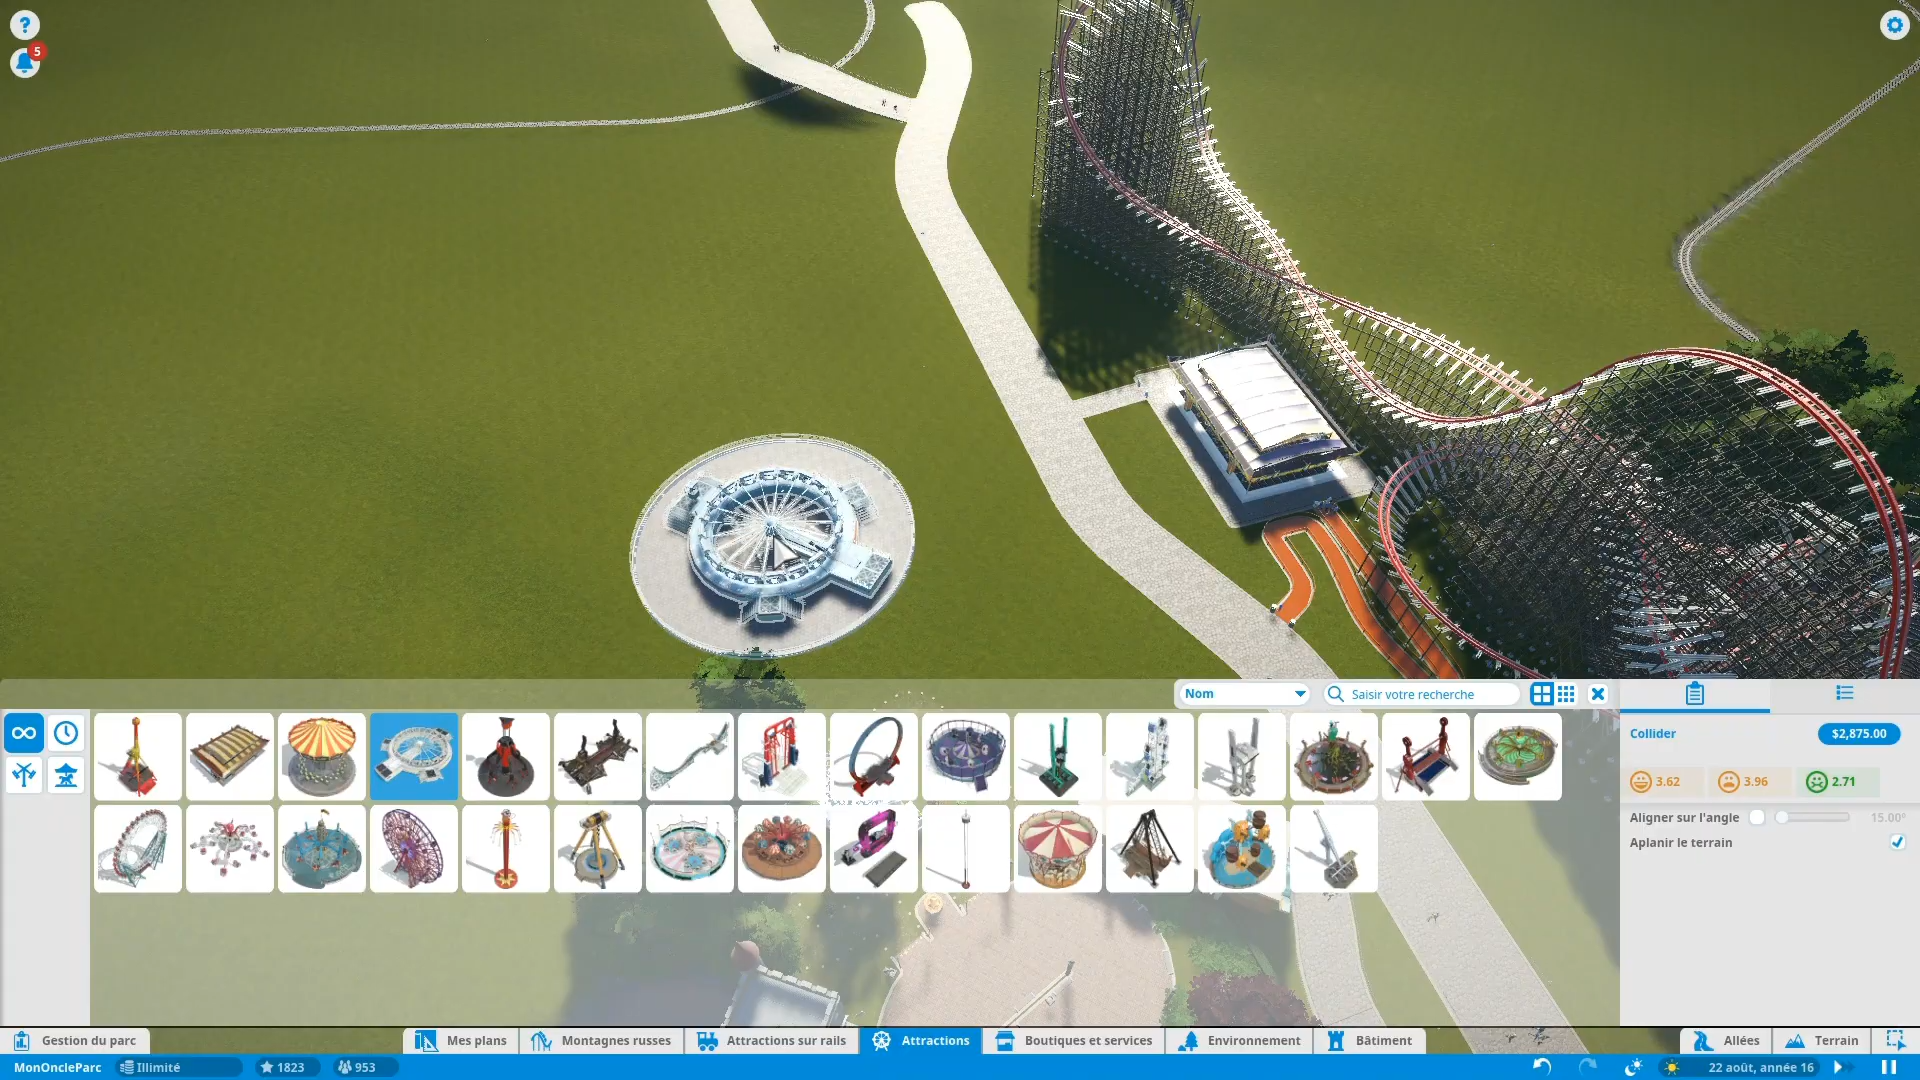 ?
5
Nom
Saisir votre recherche
Collider
$2,875.00
3.62
3.96
2.71
Aligner sur l'angle
15.00°
Aplanir le terrain
Gestion du parc
Mes plans
Montagnes russes
Attractions sur rails
Attractions
Boutiques et services
Environnement
Bâtiment
Allées
Terrain
MonOncleParc
Illimité
1823
953
22 août, année 16